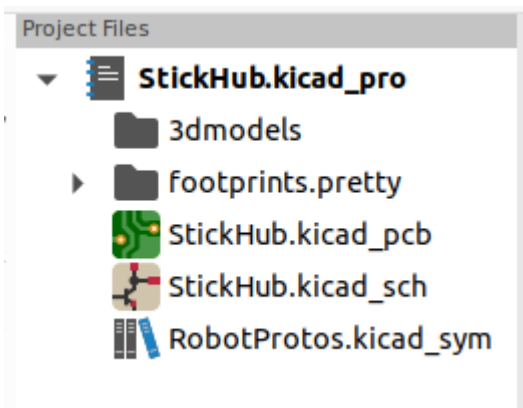 Project Files
StickHub.kicad_pro
3dmodels
footprints.pretty
StickHub.kicad_pcb
StickHub.kicad_sch
RobotProtos.kicad_sym